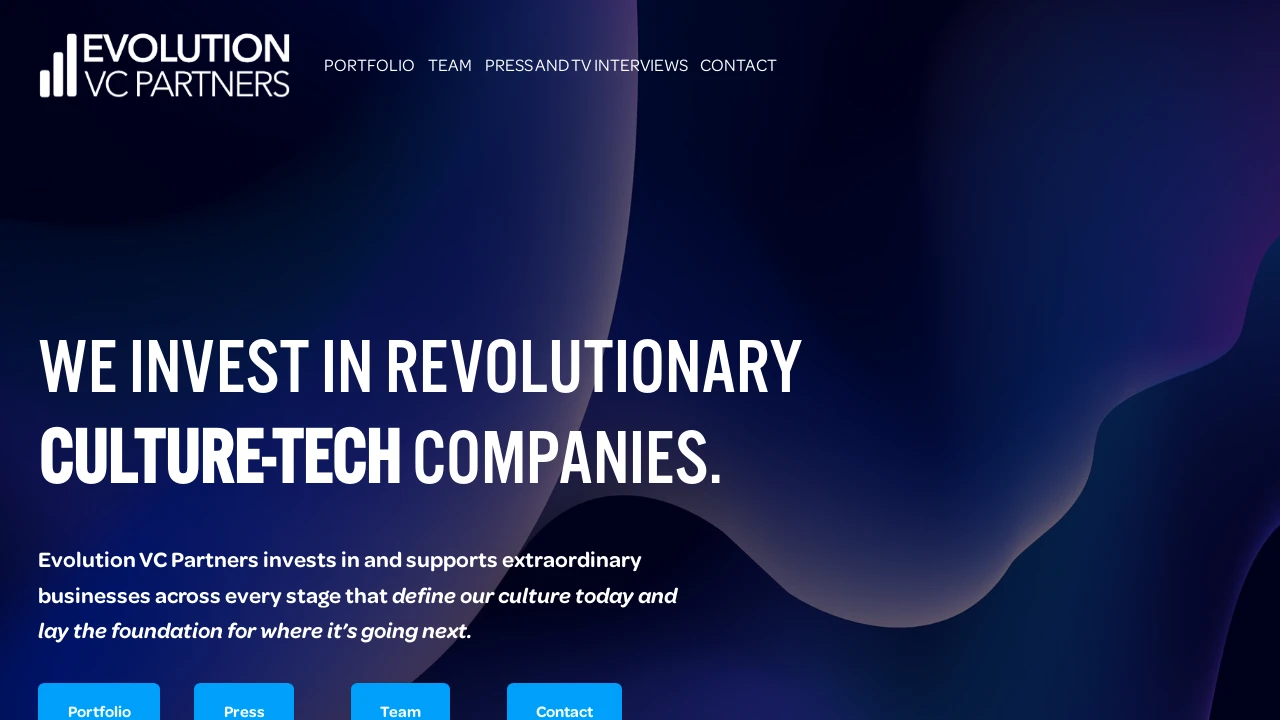 EVOLUTION
VC PARTNERS
PORTFOLIO TEAM PRESS AND TV INTERVIEWS CONTACT
WE INVEST IN REVOLUTIONARY
CULTURE-TECH COMPANIES.
Evolution VC Partners invests in and supports extraordinary
businesses across every stage that define our culture today and
lay the foundation for where it’s going next.
Portfolio Press Team Contact